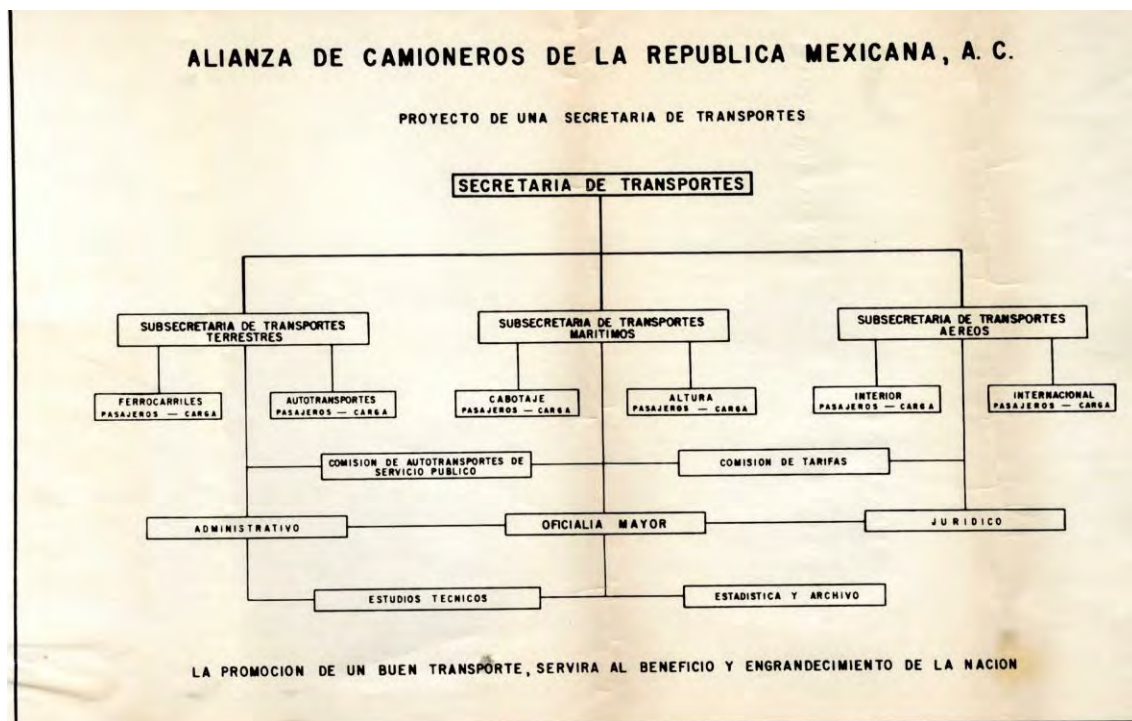 ALIANZA DE CAMIONEROS DE LA REPUBLICA MEXICANA, A. C.
PROYECTO DE UNA SECRETARIA DE TRANSPORTES
SECRETARIA DE TRANSPORTES
SUBSECRETARIA DE TRANSPORTES
TERRESTRES
SUBSECRETARIA DE TRANSPORTES
MARITIMOS
SUBSECRETARIA DE TRANSPORTES
AEREOS
FERROCARRILES
PASAJEROS — CARGA
AUTOTRANSPORTES
PASAJEROS — CARGA
CABOTAJE
PASAJEROS — CARGA
ALTURA
PASAJEROS — CARGA
INTERIOR
PASAJEROS — CARGA
INTERNACIONAL
PASAJEROS — CARGA
COMISION DE AUTOTRANSPORTES DE
SERVICIO PUBLICO
COMISION DE TARIFAS
ADMINISTRATIVO
OFICIALIA MAYOR
JURIDICO
ESTUDIOS TECNICOS
ESTADISTICA Y ARCHIVO
LA PROMOCION DE UN BUEN TRANSPORTE, SERVIRA AL BENEFICIO Y ENGRANDECIMIENTO DE LA NACION